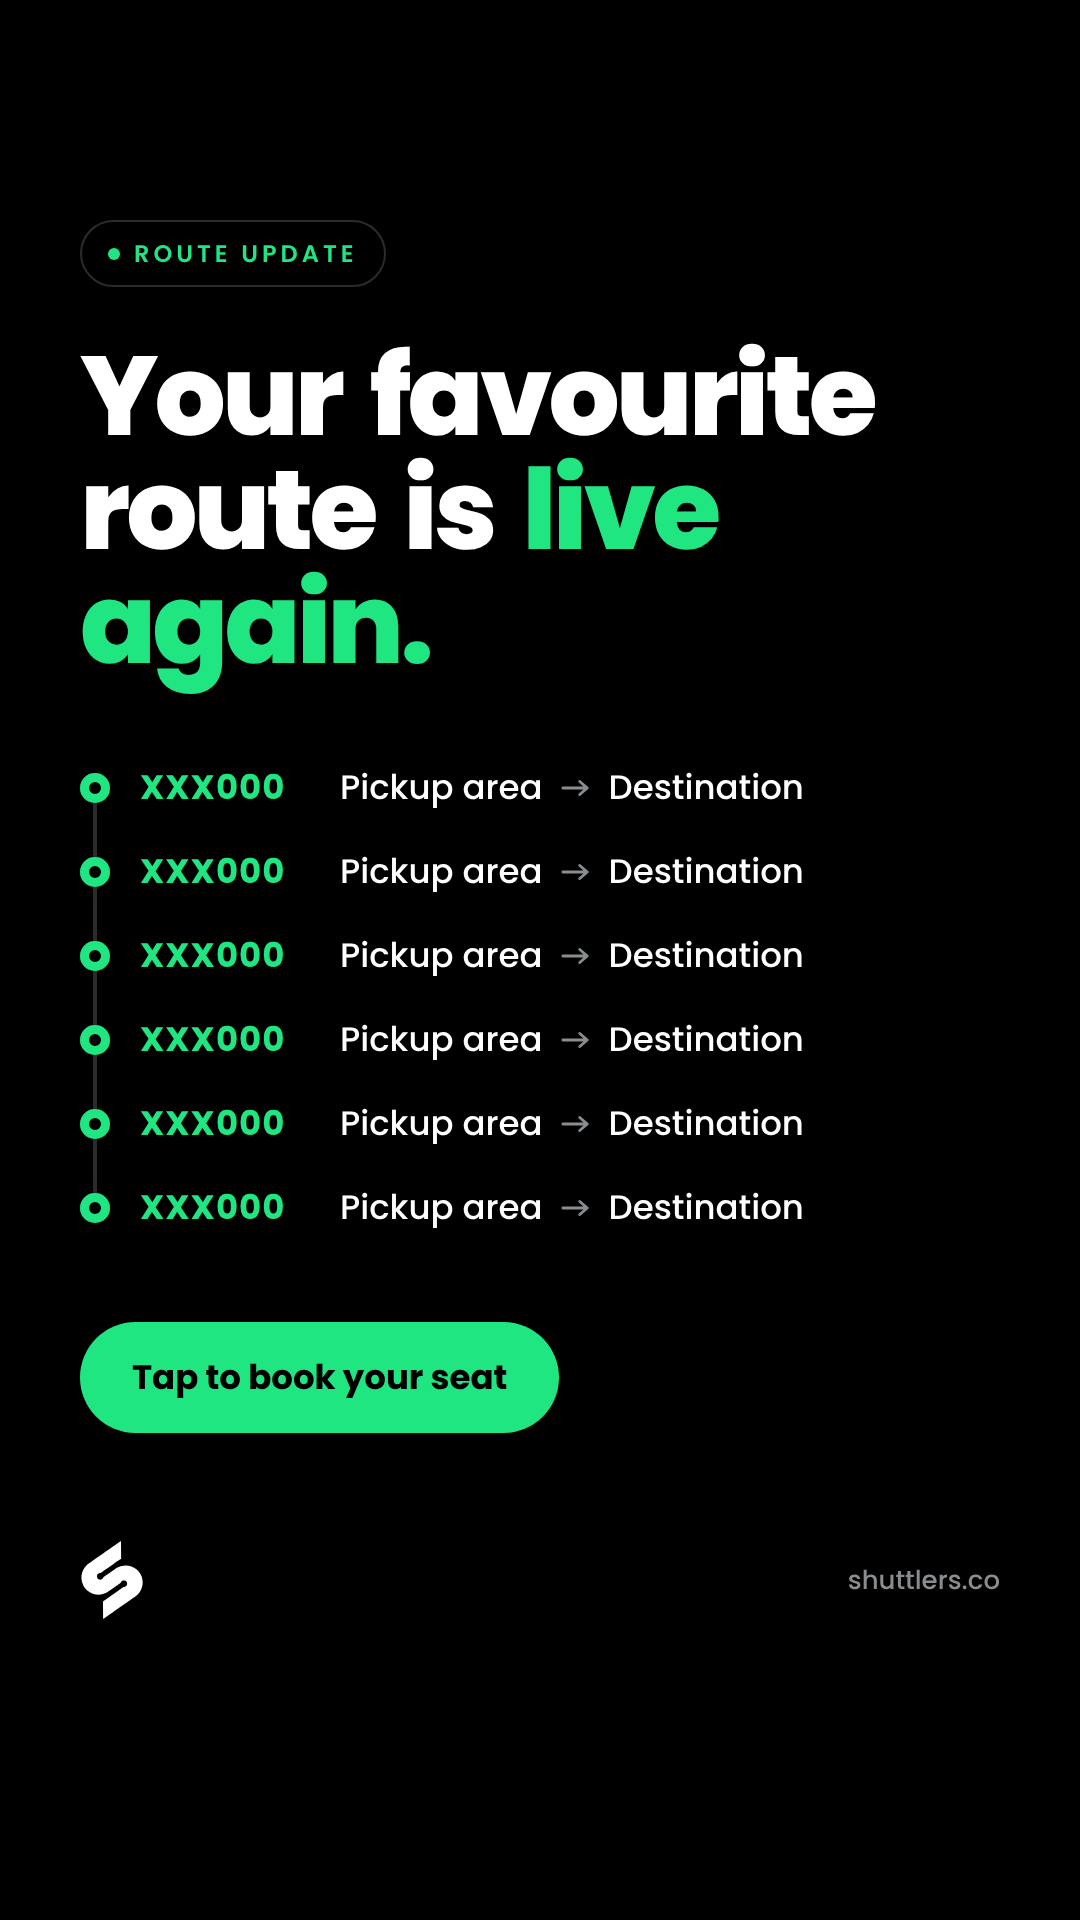 ROUTE UPDATE
Your favourite
route is live
again.
XXX000 Pickup area → Destination
XXX000 Pickup area → Destination
XXX000 Pickup area → Destination
XXX000 Pickup area → Destination
XXX000 Pickup area → Destination
XXX000 Pickup area → Destination
Tap to book your seat
shuttlers.co